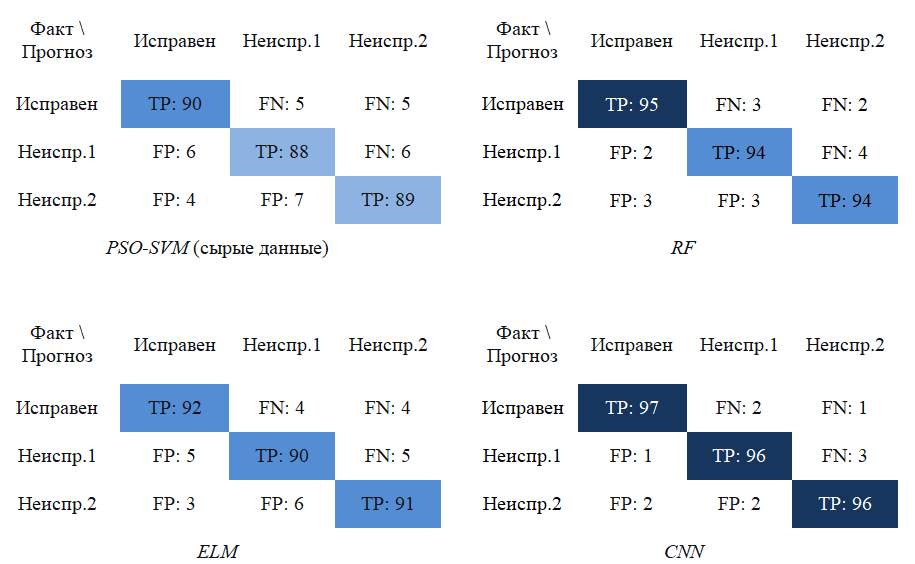 Факт \ Прогноз Исправен Неиспр.1 Неиспр.2
Исправен TP: 90 FN: 5 FN: 5
Неиспр.1 FP: 6 TP: 88 FN: 6
Неиспр.2 FP: 4 FP: 7 TP: 89
PSO-SVM (сырые данные)
Факт \ Прогноз Исправен Неиспр.1 Неиспр.2
Исправен TP: 95 FN: 3 FN: 2
Неиспр.1 FP: 2 TP: 94 FN: 4
Неиспр.2 FP: 3 FP: 3 TP: 94
RF
Факт \ Прогноз Исправен Неиспр.1 Неиспр.2
Исправен TP: 92 FN: 4 FN: 4
Неиспр.1 FP: 5 TP: 90 FN: 5
Неиспр.2 FP: 3 FP: 6 TP: 91
ELM
Факт \ Прогноз Исправен Неиспр.1 Неиспр.2
Исправен TP: 97 FN: 2 FN: 1
Неиспр.1 FP: 1 TP: 96 FN: 3
Неиспр.2 FP: 2 FP: 2 TP: 96
CNN